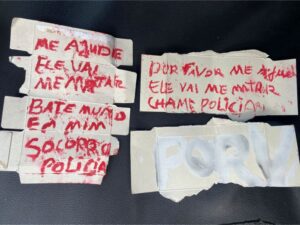 ME AJUDE
ELE VAI
ME MATAR
BATE MUITO
EM MIM
SOCORRO
POLICIA
POR FAVOR ME AJUDE
ELE VAI ME MATAR
CHAME POLICIA
POR V